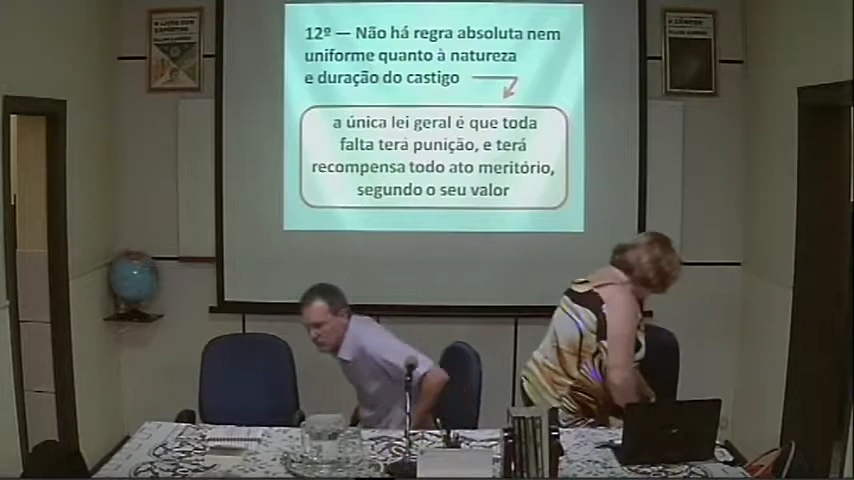 12º — Não há regra absoluta nem
uniforme quanto à natureza
e duração do castigo
a única lei geral é que toda
falta terá punição, e terá
recompensa todo ato meritório,
segundo o seu valor